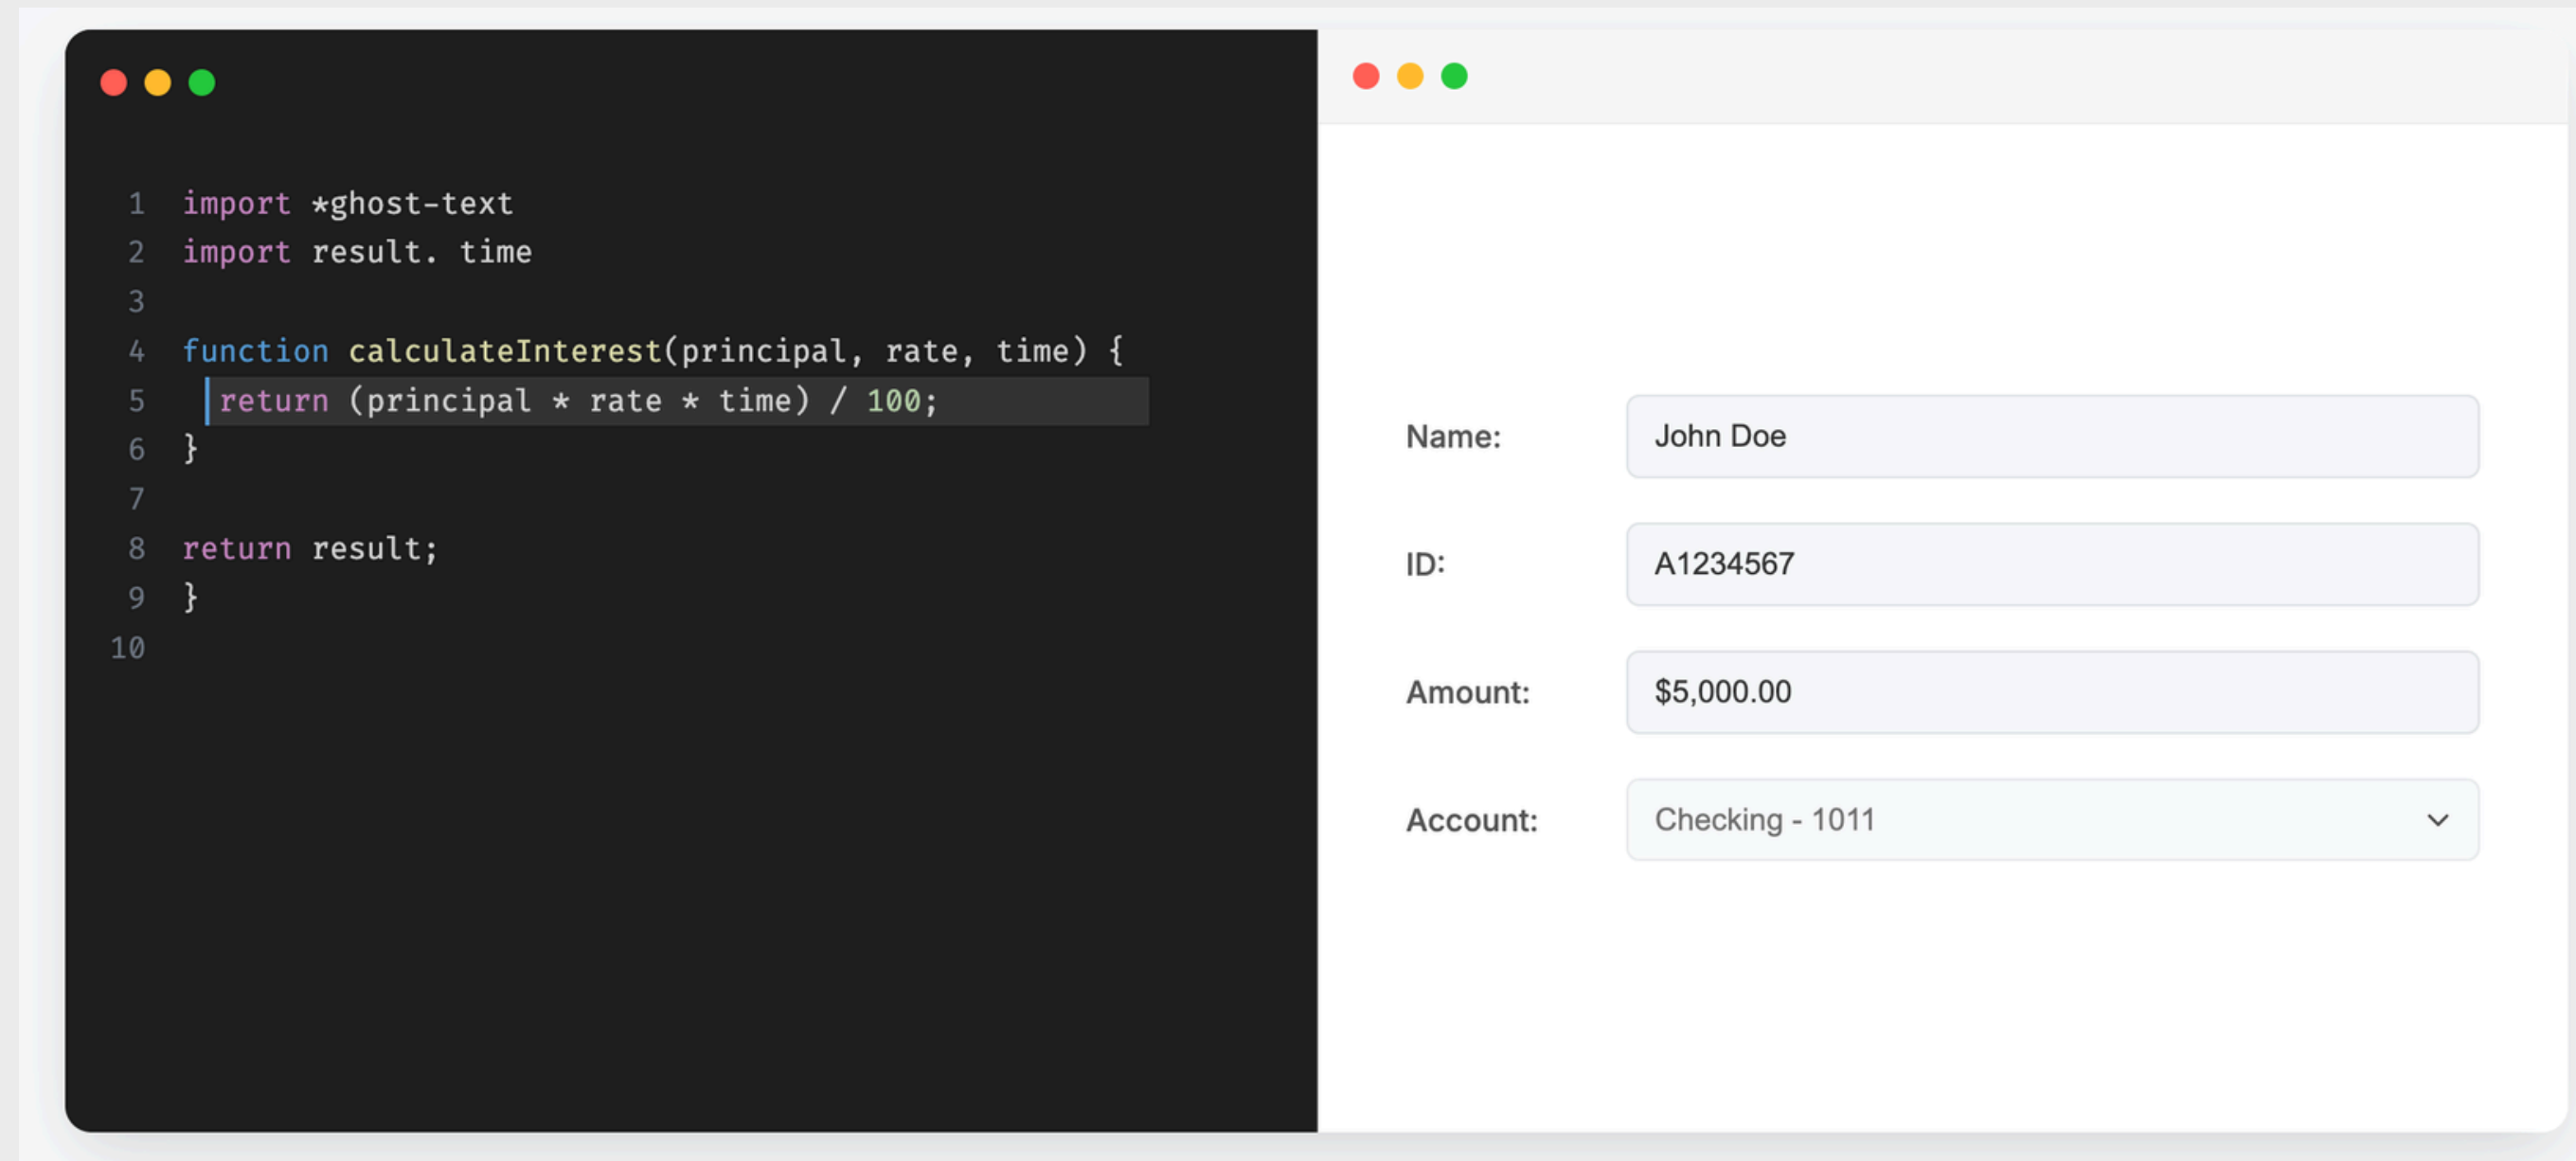 1 import *ghost-text
2 import result. time
3
4 function calculateInterest(principal, rate, time) {
5 return (principal * rate * time) / 100;
6 }
7
8 return result;
9 }
10
Name: John Doe
ID: A1234567
Amount: $5,000.00
Account: Checking - 1011